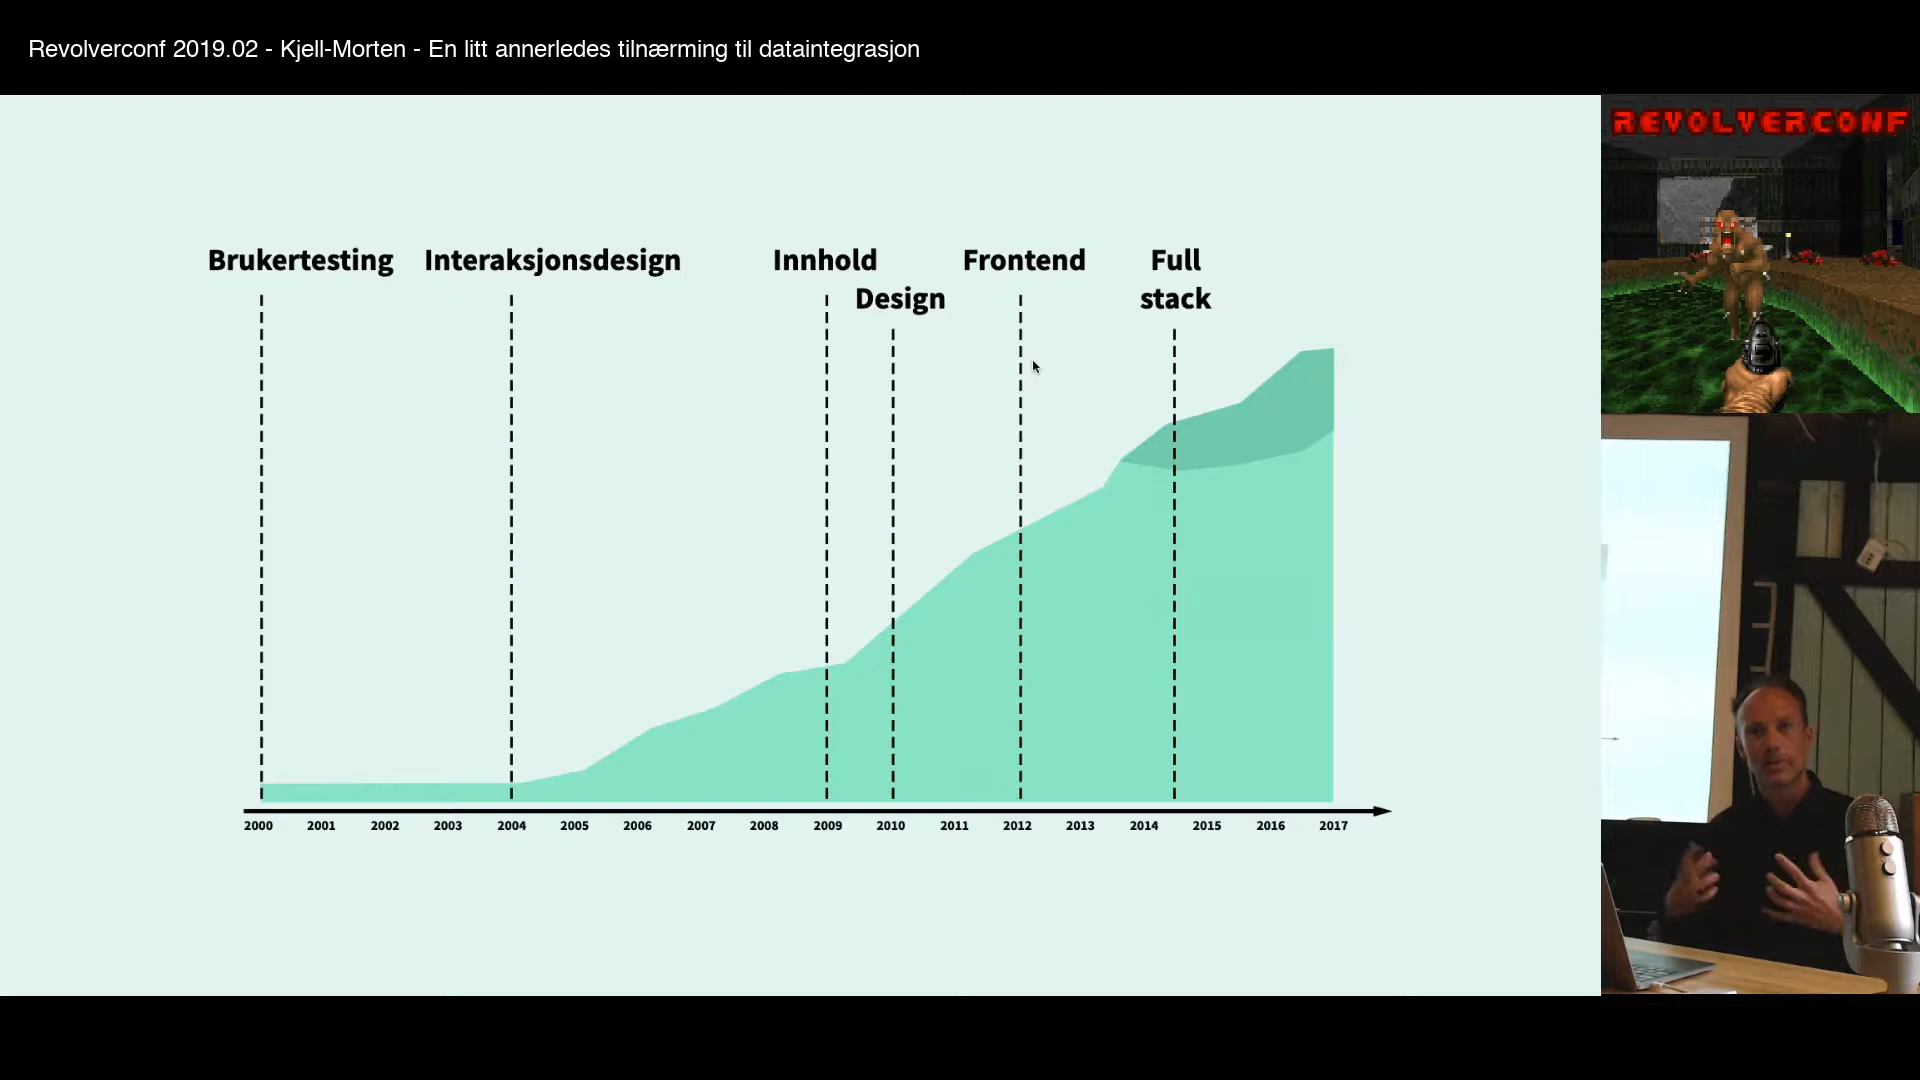 Revolverconf 2019.02 - Kjell-Morten - En litt annerledes tilnærming til dataintegrasjon
REVOLVERCONF
Brukertesting Interaksjonsdesign Innhold Frontend Full
Design stack
2000 2001 2002 2003 2004 2005 2006 2007 2008 2009 2010 2011 2012 2013 2014 2015 2016 2017